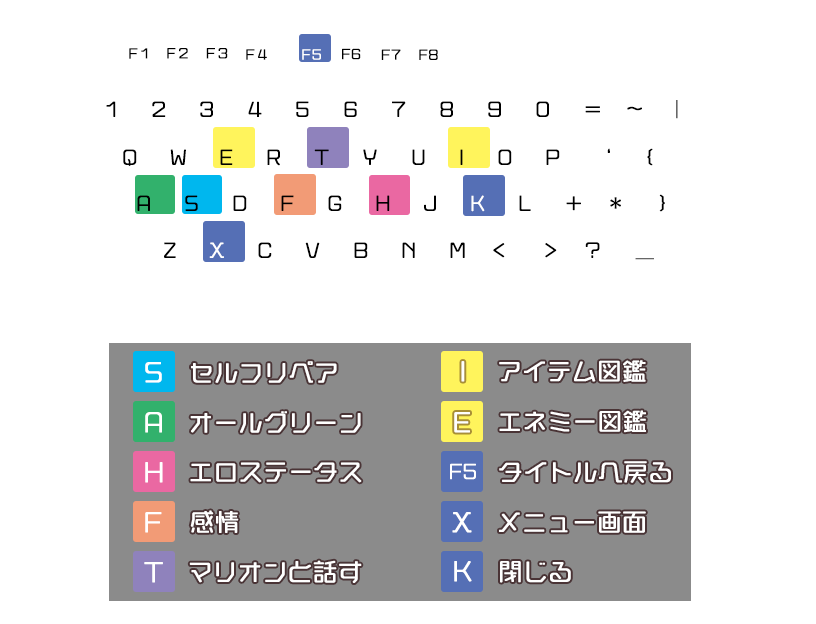 F1 F2 F3 F4 F5 F6 F7 F8
1 2 3 4 5 6 7 8 9 0 = ~ |
Q W E R T Y U I O P ‘ {
A S D F G H J K L + * }
Z X C V B N M < > ? _
S セルフリペア
A オールグリーン
H エロステータス
F 感情
T マリオンと話す
I アイテム図鑑
E エネミー図鑑
F5 タイトルへ戻る
X メニュー画面
K 閉じる